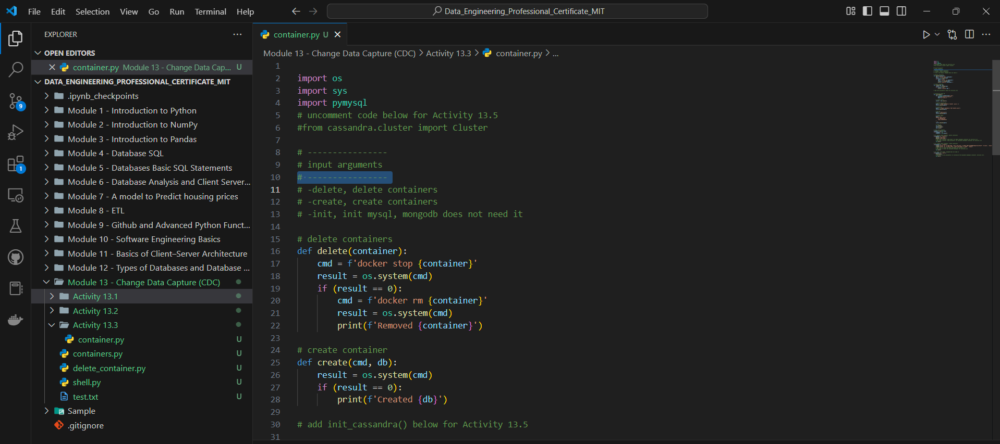 File Edit Selection View Go Run Terminal Help
Data_Engineering_Professional_Certificate_MIT
EXPLORER
OPEN EDITORS
container.py Module 13 - Change Data Cap... U
DATA_ENGINEERING_PROFESSIONAL_CERTIFICATE_MIT
.ipynb_checkpoints
Module 1 - Introduction to Python
Module 2 - Introduction to NumPy
Module 3 - Introduction to Pandas
Module 4 - Database SQL
Module 5 - Databases Basic SQL Statements
Module 6 - Database Analysis and Client Server...
Module 7 - A model to Predict housing prices
Module 8 - ETL
Module 9 - Github and Advanced Python Funct...
Module 10 - Software Engineering Basics
Module 11 - Basics of Client–Server Architecture
Module 12 - Types of Databases and Database ...
Module 13 - Change Data Capture (CDC)
Activity 13.1
Activity 13.2
Activity 13.3
container.py U
containers.py U
delete_container.py U
shell.py U
test.txt U
Sample
.gitignore
9
1
container.py U
Module 13 - Change Data Capture (CDC) > Activity 13.3 > container.py > ...
1
2 import os
3 import sys
4 import pymysql
5 # uncomment code below for Activity 13.5
6 #from cassandra.cluster import Cluster
7
8 # ----------------
9 # input arguments
10 # ----------------
11 # -delete, delete containers
12 # -create, create containers
13 # -init, init mysql, mongodb does not need it
14
15 # delete containers
16 def delete(container):
17 cmd = f'docker stop {container}'
18 result = os.system(cmd)
19 if (result == 0):
20 cmd = f'docker rm {container}'
21 result = os.system(cmd)
22 print(f'Removed {container}')
23
24 # create container
25 def create(cmd, db):
26 result = os.system(cmd)
27 if (result == 0):
28 print(f'Created {db}')
29
30 # add init_cassandra() below for Activity 13.5
31